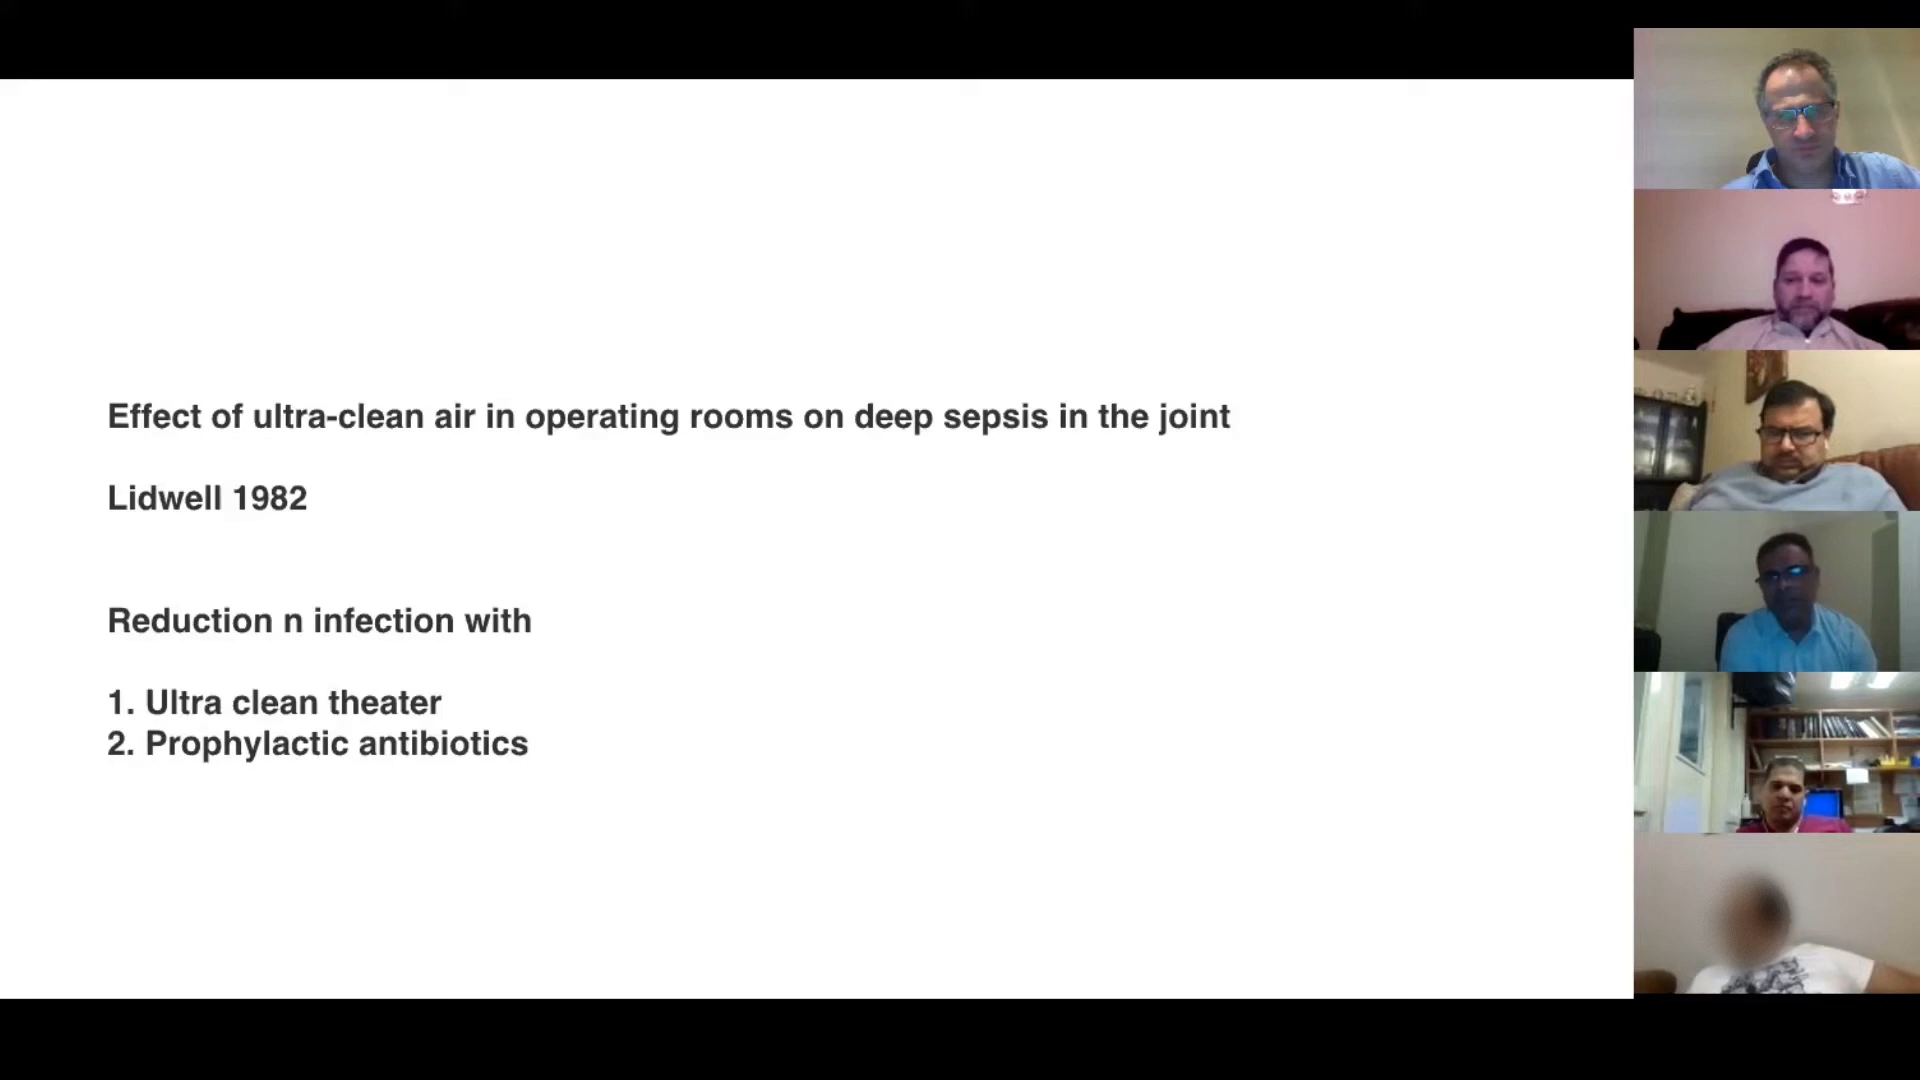 Effect of ultra-clean air in operating rooms on deep sepsis in the joint
Lidwell 1982
Reduction n infection with
1. Ultra clean theater
2. Prophylactic antibiotics